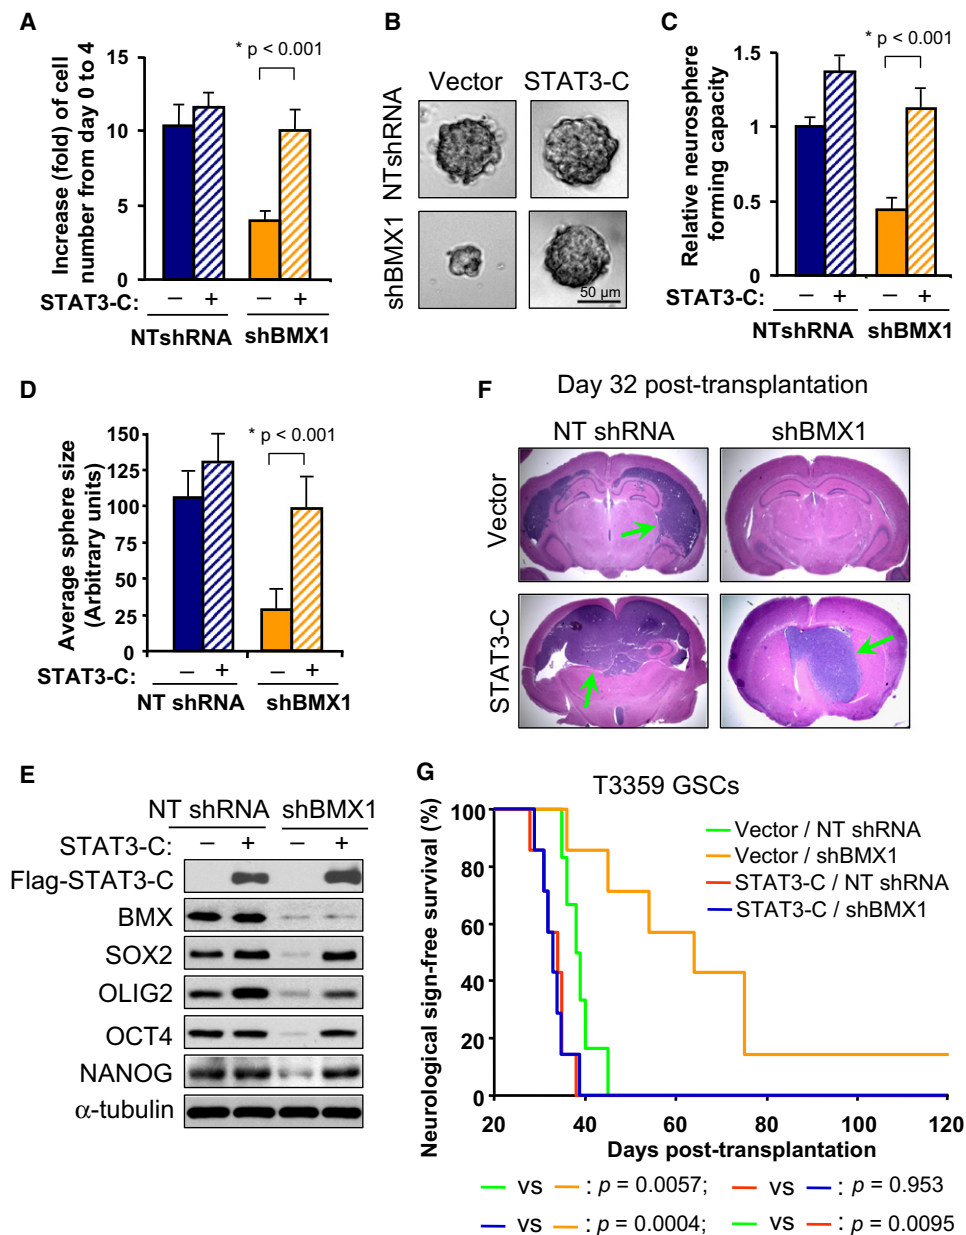 A
Increase (fold) of cell
number from day 0 to 4
15
10
5
0
* p < 0.001
STAT3-C: – + – +
NTshRNA shBMX1
B
Vector STAT3-C
NTshRNA
shBMX1
50 µm
C
Relative neurosphere
forming capacity
1.5
1
0.5
0
* p < 0.001
STAT3-C: – + – +
NTshRNA shBMX1
D
Average sphere size
(Arbitrary units)
150
125
100
75
50
25
0
* p < 0.001
STAT3-C: – + – +
NT shRNA shBMX1
F
Day 32 post-transplantation
NT shRNA shBMX1
Vector
STAT3-C
E
NT shRNA shBMX1
STAT3-C: – + – +
Flag-STAT3-C
BMX
SOX2
OLIG2
OCT4
NANOG
α-tubulin
G
T3359 GSCs
Neurological sign-free survival (%)
100
80
60
40
20
0
Vector / NT shRNA
Vector / shBMX1
STAT3-C / NT shRNA
STAT3-C / shBMX1
20 40 60 80 100 120
Days post-transplantation
— vs — : p = 0.0057; — vs — : p = 0.953
— vs — : p = 0.0004; — vs — : p = 0.0095